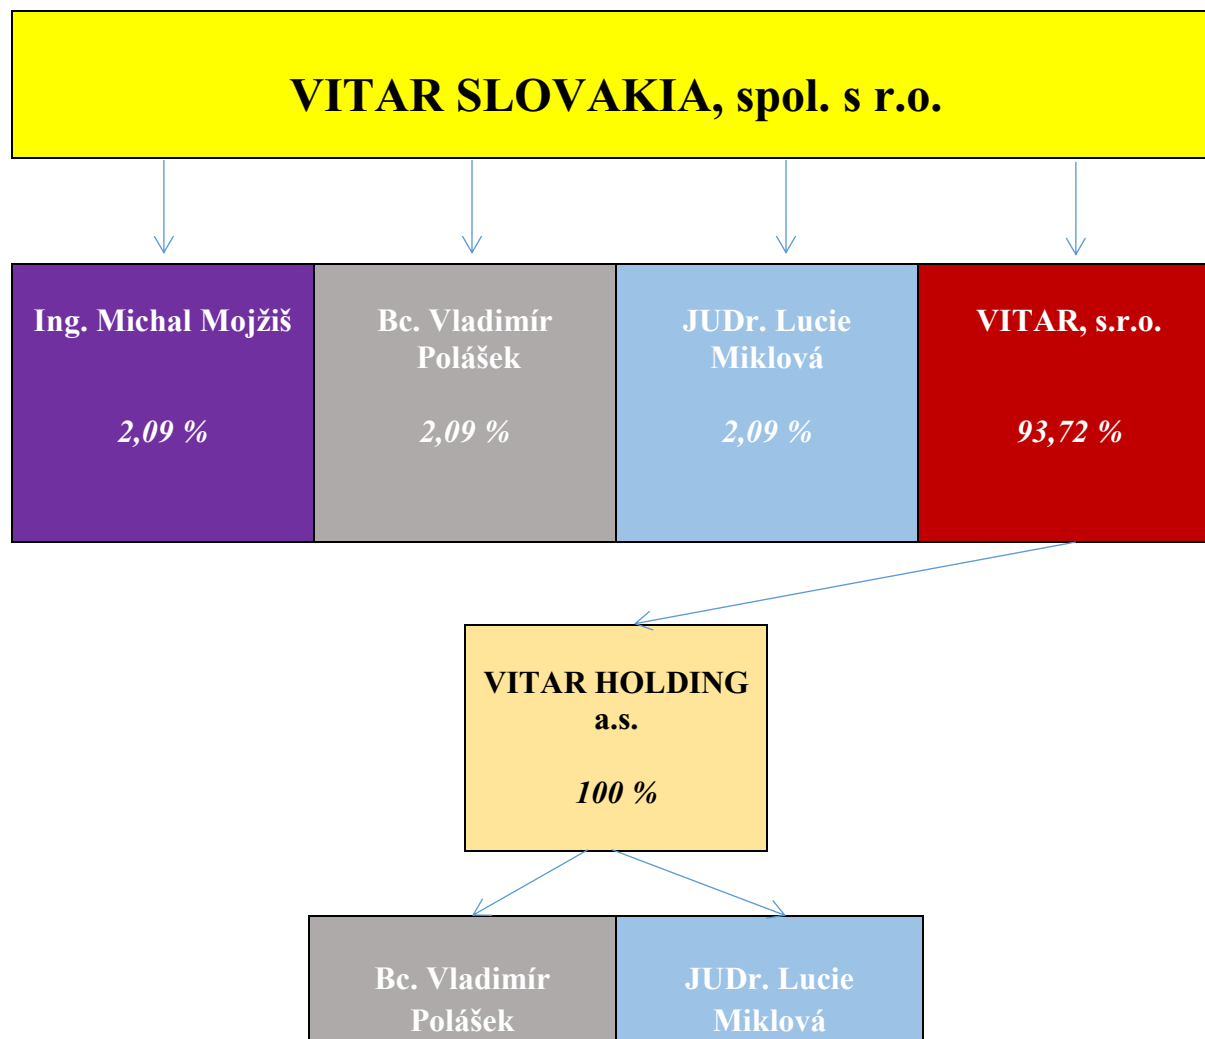 VITAR SLOVAKIA, spol. s r.o.
Ing. Michal Mojžiš
2,09 %
Bc. Vladimír
Polášek
2,09 %
JUDr. Lucie
Miklová
2,09 %
VITAR, s.r.o.
93,72 %
VITAR HOLDING
a.s.
100 %
Bc. Vladimír
Polášek
JUDr. Lucie
Miklová